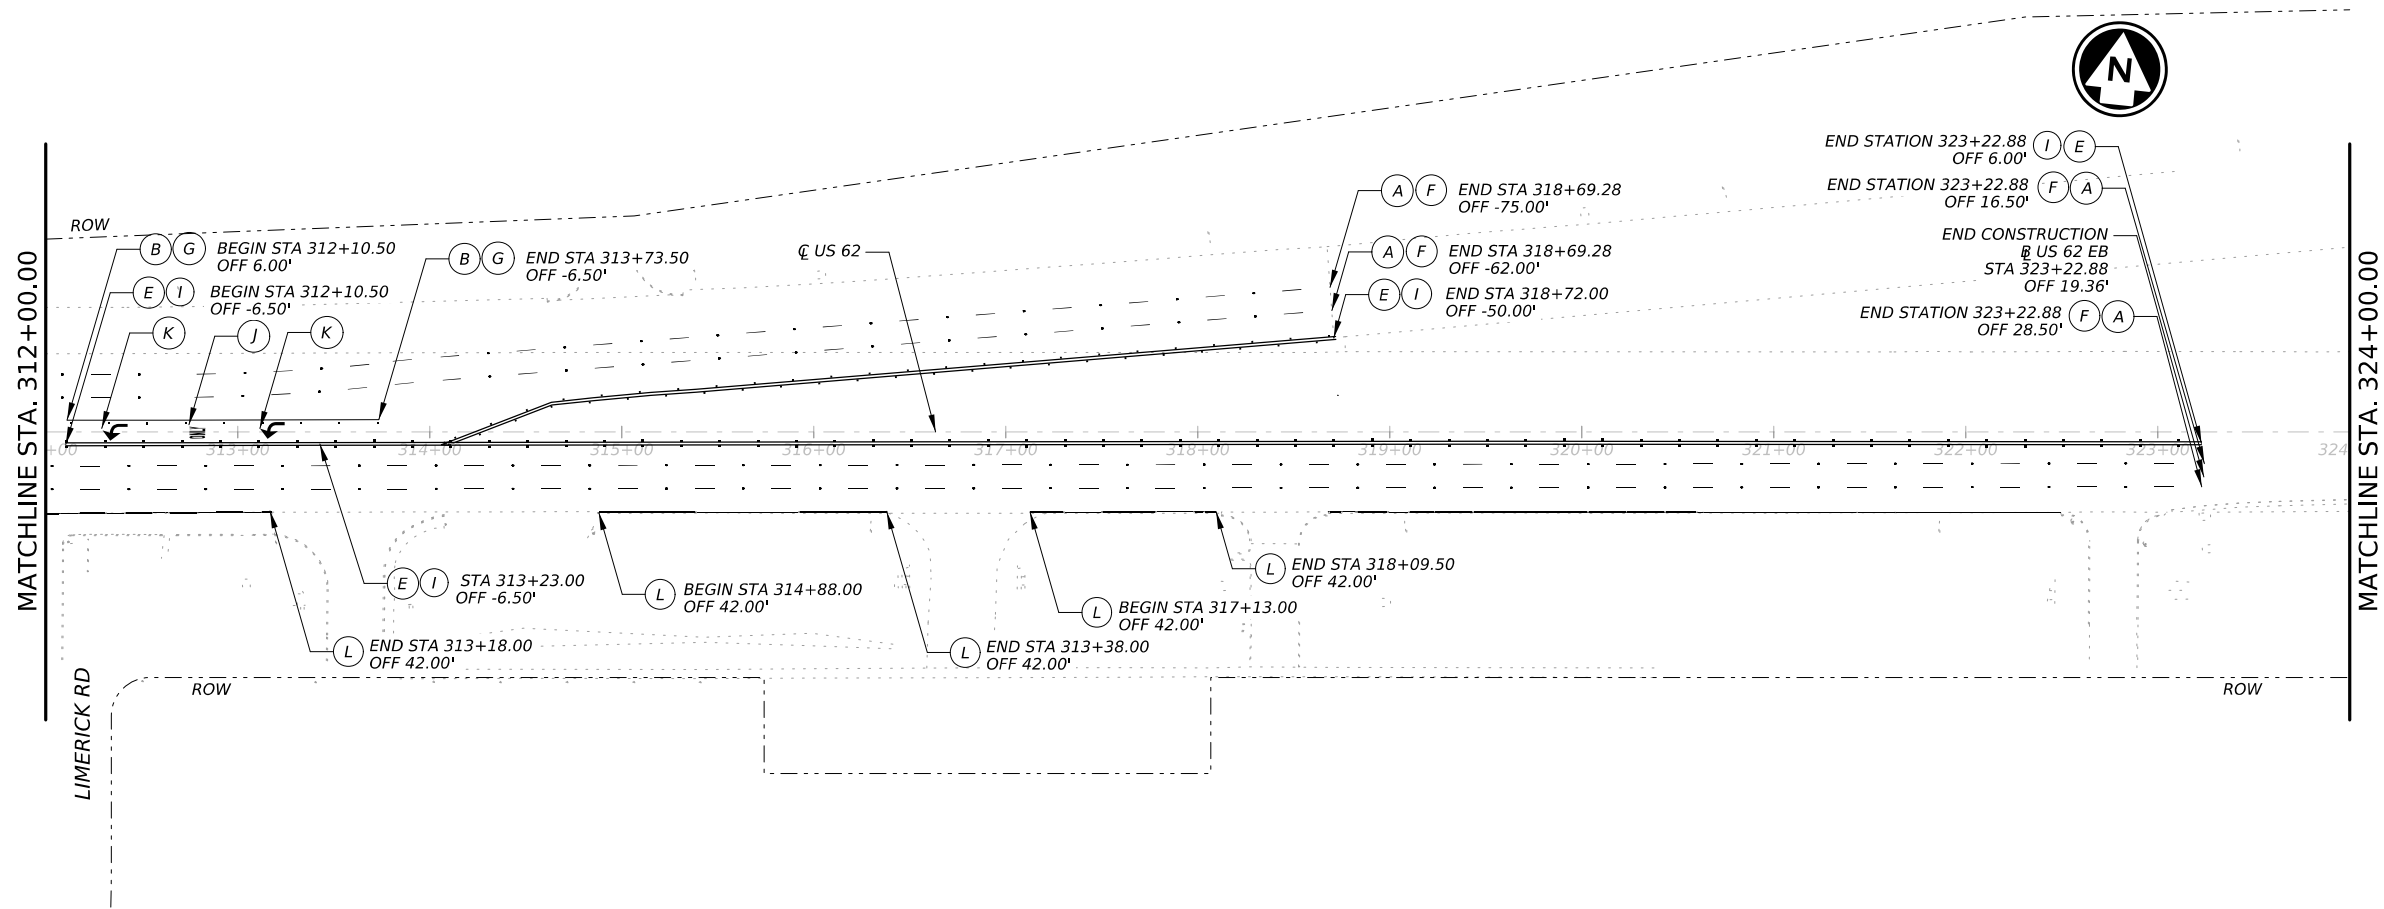 N
MATCHLINE STA. 312+00.00
ROW
B G BEGIN STA 312+10.50
OFF 6.00'
E I BEGIN STA 312+10.50
OFF -6.50'
K
J
K
B G END STA 313+73.50
OFF -6.50'
℄ US 62
A F END STA 318+69.28
OFF -75.00'
A F END STA 318+69.28
OFF -62.00'
E I END STA 318+72.00
OFF -50.00'
END STATION 323+22.88 I E
OFF 6.00'
END STATION 323+22.88 F A
OFF 16.50'
END CONSTRUCTION
BL US 62 EB
STA 323+22.88
OFF 19.36'
END STATION 323+22.88 F A
OFF 28.50'
MATCHLINE STA. 324+00.00
ONLY
+00 313+00 314+00 315+00 316+00 317+00 318+00 319+00 320+00 321+00 322+00 323+00 324
E I STA 313+23.00
OFF -6.50'
L END STA 313+18.00
OFF 42.00'
L BEGIN STA 314+88.00
OFF 42.00'
L END STA 313+38.00
OFF 42.00'
L BEGIN STA 317+13.00
OFF 42.00'
L END STA 318+09.50
OFF 42.00'
LIMERICK RD
ROW
ROW